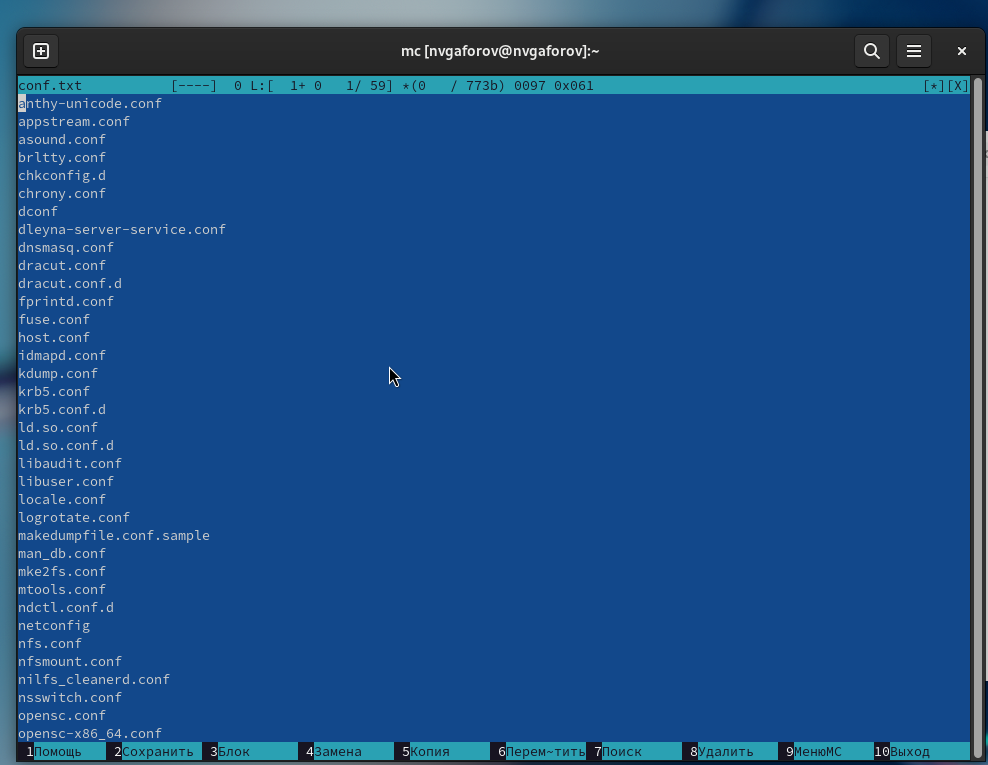 mc [nvgaforov@nvgaforov]:~
conf.txt [----] 0 L:[ 1+ 0 1/ 59] *(0 / 773b) 0097 0x061 [*][X]
anthy-unicode.conf
appstream.conf
asound.conf
brltty.conf
chkconfig.d
chrony.conf
dconf
dleyna-server-service.conf
dnsmasq.conf
dracut.conf
dracut.conf.d
fprintd.conf
fuse.conf
host.conf
idmapd.conf
kdump.conf
krb5.conf
krb5.conf.d
ld.so.conf
ld.so.conf.d
libaudit.conf
libuser.conf
locale.conf
logrotate.conf
makedumpfile.conf.sample
man_db.conf
mke2fs.conf
mtools.conf
ndctl.conf.d
netconfig
nfs.conf
nfsmount.conf
nilfs_cleanerd.conf
nsswitch.conf
opensc.conf
opensc-x86_64.conf
1Помощь 2Сохранить 3Блок 4Замена 5Копия 6Перем~тить 7Поиск 8Удалить 9МенюMC 10Выход